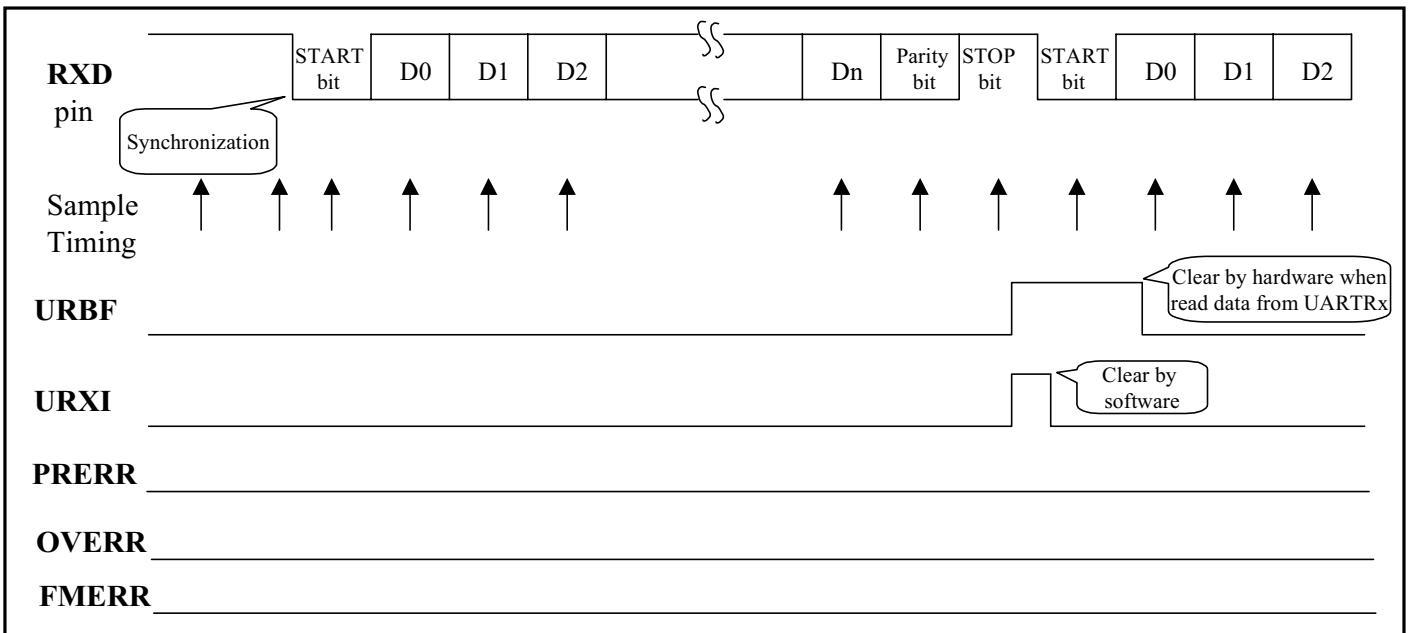 RXD
pin
START
bit
D0
D1
D2
Dn
Parity
bit
STOP
bit
START
bit
D0
D1
D2
Synchronization
Sample
Timing
URBF
Clear by hardware when
read data from UARTRx
URXI
Clear by
software
PRERR
OVERR
FMERR